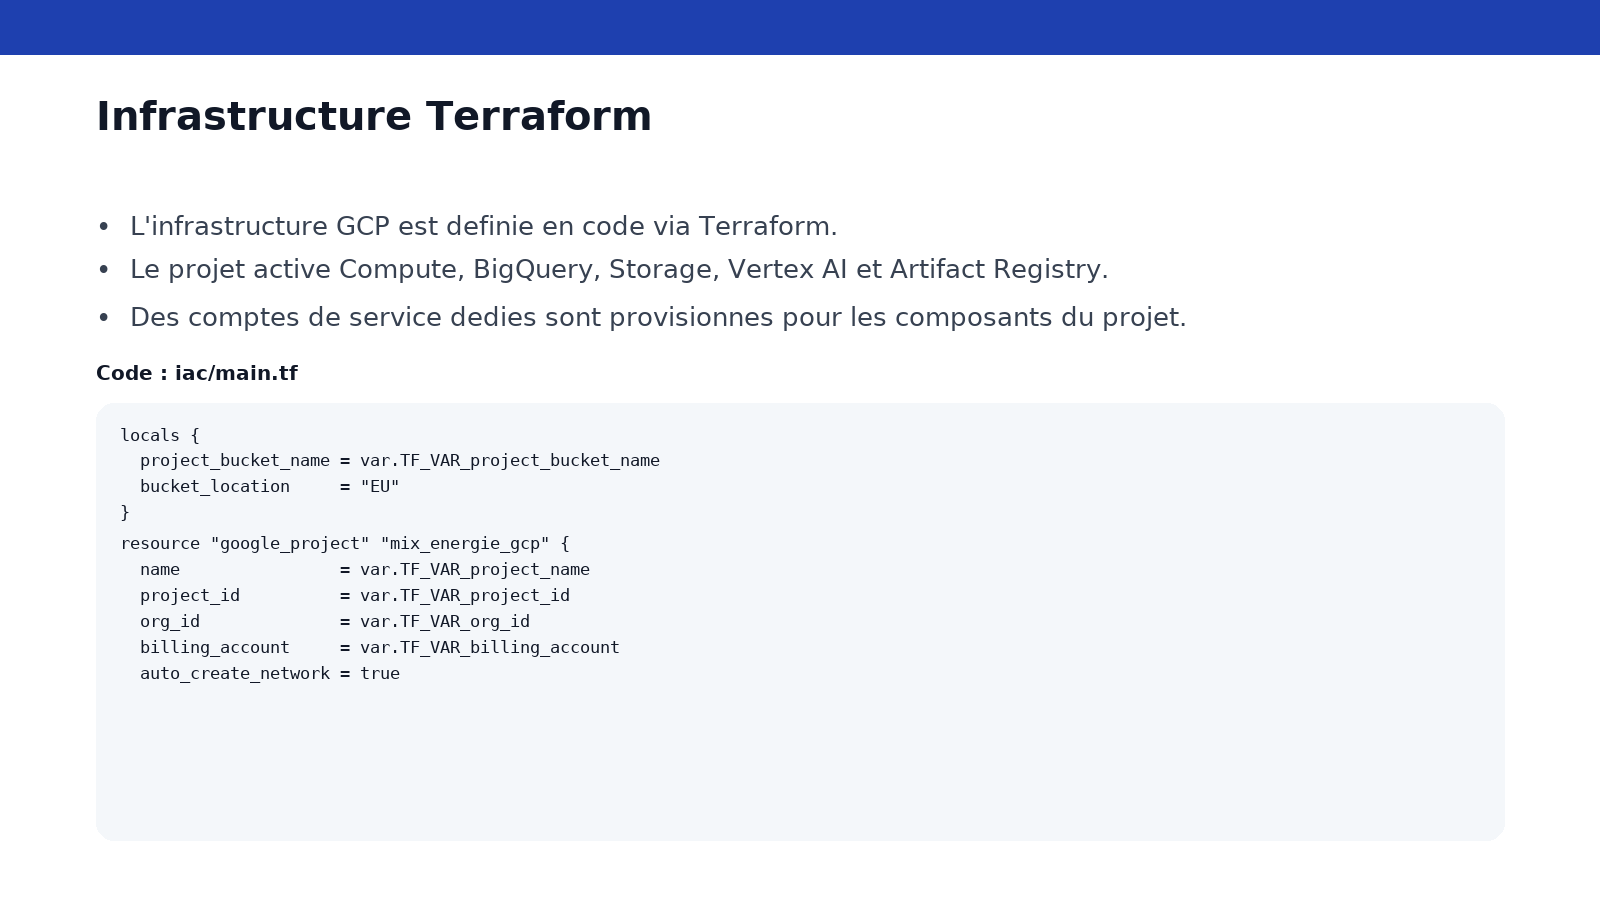 Infrastructure Terraform
• L'infrastructure GCP est definie en code via Terraform.
• Le projet active Compute, BigQuery, Storage, Vertex AI et Artifact Registry.
• Des comptes de service dedies sont provisionnes pour les composants du projet.
Code : iac/main.tf
locals {
  project_bucket_name = var.TF_VAR_project_bucket_name
  bucket_location     = "EU"
}
resource "google_project" "mix_energie_gcp" {
  name                = var.TF_VAR_project_name
  project_id          = var.TF_VAR_project_id
  org_id              = var.TF_VAR_org_id
  billing_account     = var.TF_VAR_billing_account
  auto_create_network = true